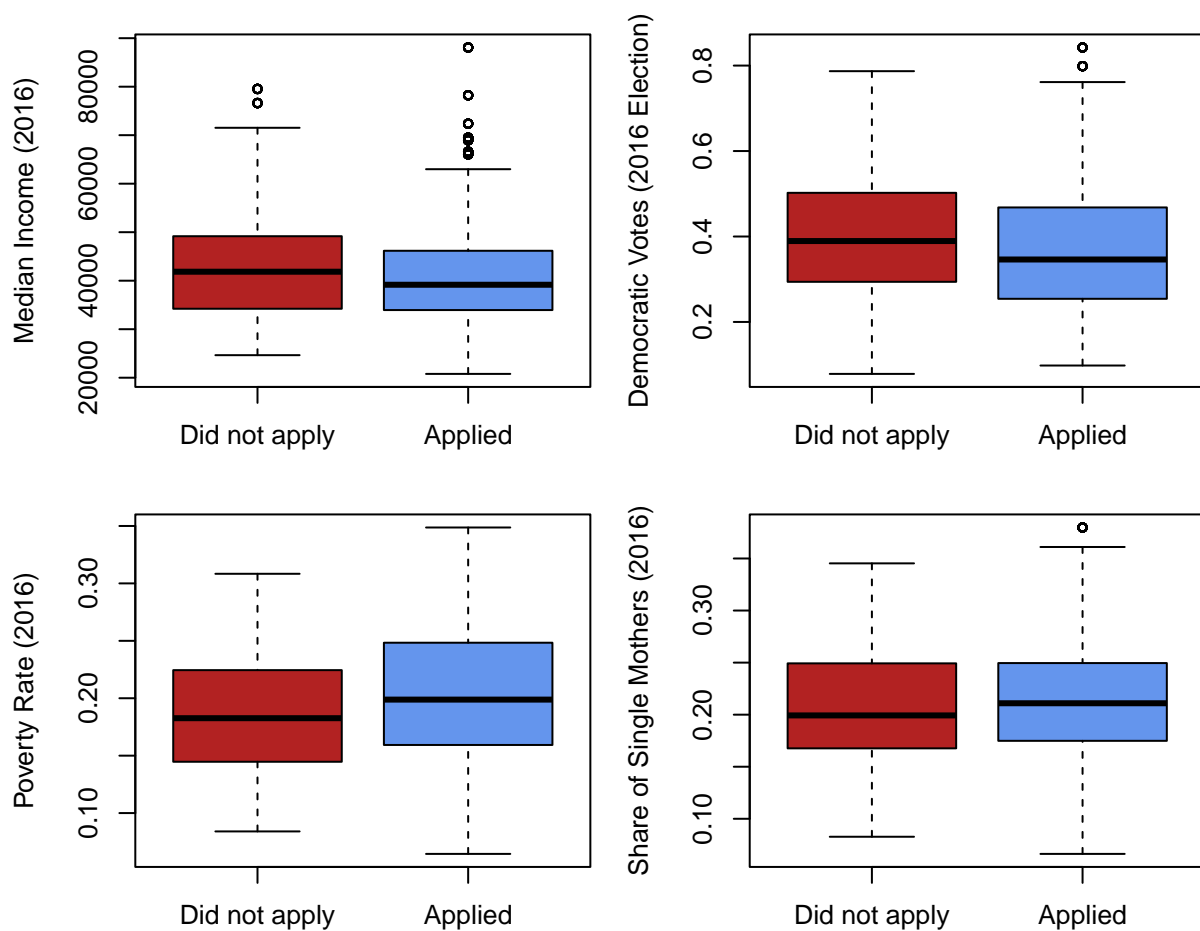 Median Income (2016)
80000
60000
40000
20000
Did not apply
Applied
Democratic Votes (2016 Election)
0.8
0.6
0.4
0.2
Did not apply
Applied
Poverty Rate (2016)
0.30
0.20
0.10
Did not apply
Applied
Share of Single Mothers (2016)
0.30
0.20
0.10
Did not apply
Applied